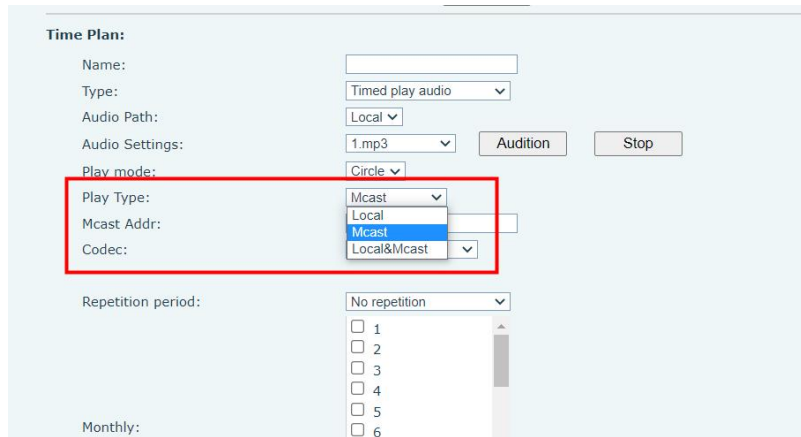 Time Plan:
Name:
Type: Timed play audio
Audio Path: Local
Audio Settings: 1.mp3 Audition Stop
Play mode: Circle
Play Type: Mcast
Local
Mcast Addr:
Mcast
Codec: Local&Mcast
Repetition period: No repetition
1
2
3
4
5
Monthly: 6